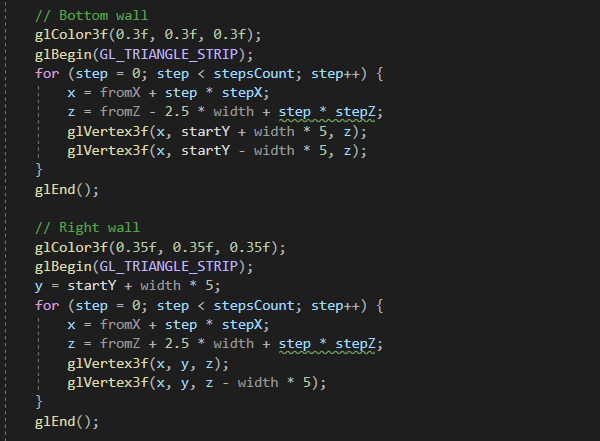 // Bottom wall
glColor3f(0.3f, 0.3f, 0.3f);
glBegin(GL_TRIANGLE_STRIP);
for (step = 0; step < stepsCount; step++) {
    x = fromX + step * stepX;
    z = fromZ - 2.5 * width + step * stepZ;
    glVertex3f(x, startY + width * 5, z);
    glVertex3f(x, startY - width * 5, z);
}
glEnd();

// Right wall
glColor3f(0.35f, 0.35f, 0.35f);
glBegin(GL_TRIANGLE_STRIP);
y = startY + width * 5;
for (step = 0; step < stepsCount; step++) {
    x = fromX + step * stepX;
    z = fromZ + 2.5 * width + step * stepZ;
    glVertex3f(x, y, z);
    glVertex3f(x, y, z - width * 5);
}
glEnd();